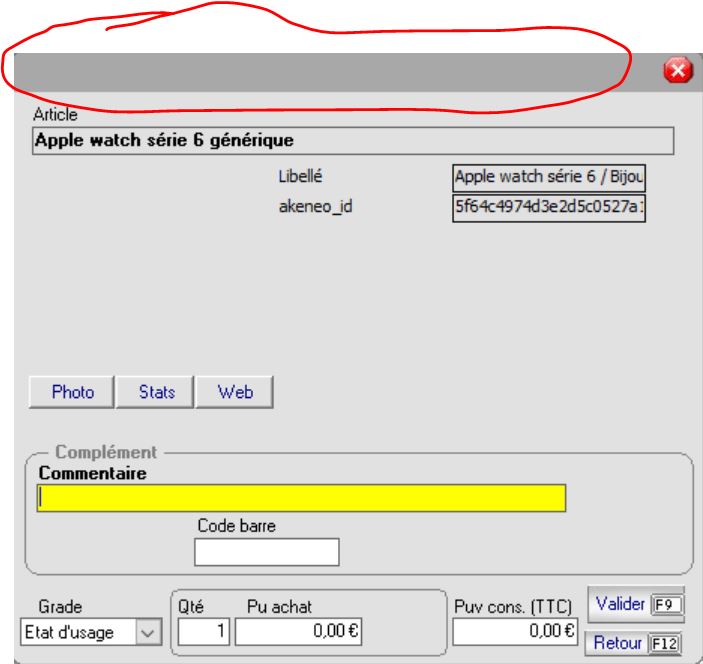 Article
Apple watch série 6 générique
Libellé Apple watch série 6 / Bijou
akeneo_id 5f64c4974d3e2d5c0527a1
Photo Stats Web
Complément
Commentaire
Code barre
Grade Qté Pu achat Puv cons. (TTC) Valider F9
Etat d'usage 1 0,00 € 0,00 €
Retour F12